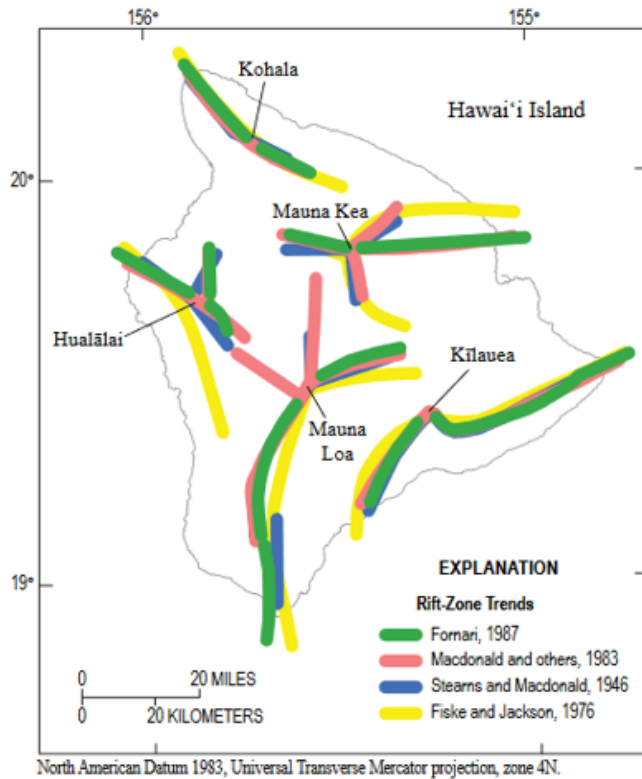 156°
155°
Kohala
Hawai‘i Island
20°
Mauna Kea
Hualālai
Kīlauea
Mauna
Loa
19°
EXPLANATION
Rift-Zone Trends
Fornari, 1987
Macdonald and others, 1983
Stearns and Macdonald, 1946
Fiske and Jackson, 1976
0 20 MILES
0 20 KILOMETERS
North American Datum 1983, Universal Transverse Mercator projection, zone 4N.